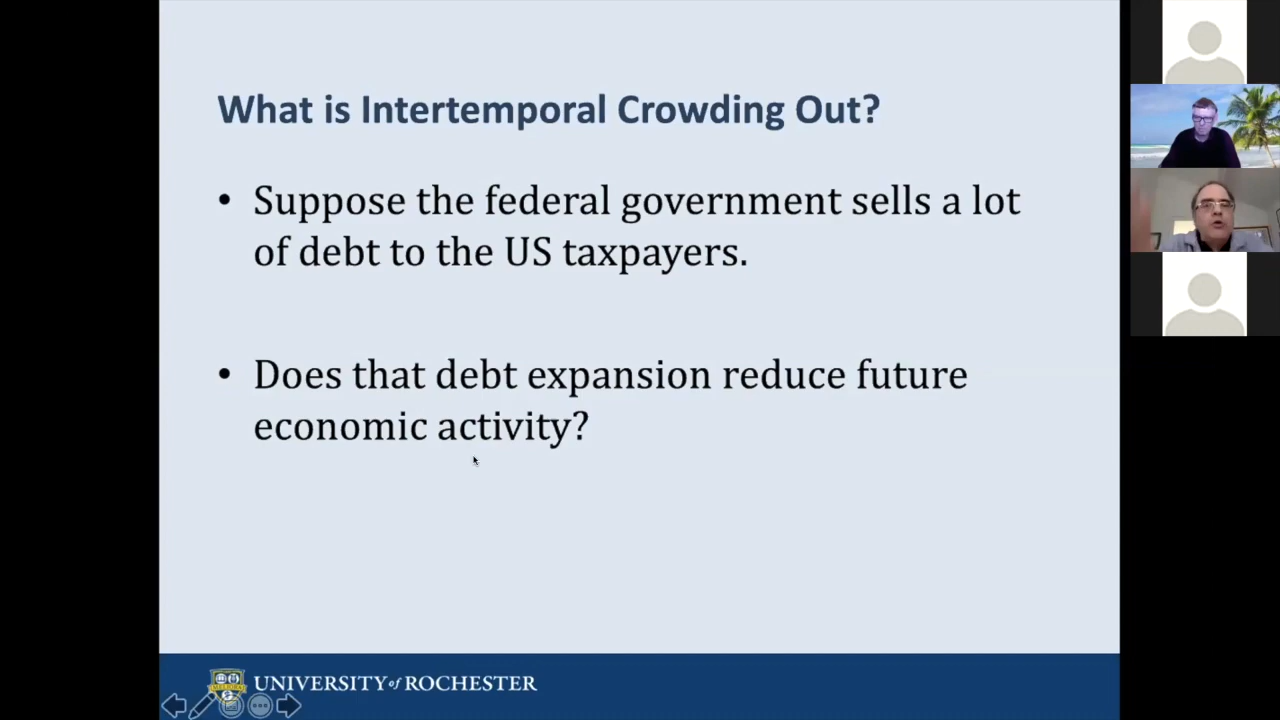 What is Intertemporal Crowding Out?
• Suppose the federal government sells a lot
of debt to the US taxpayers.
• Does that debt expansion reduce future
economic activity?
MELIORA
UNIVERSITY of ROCHESTER